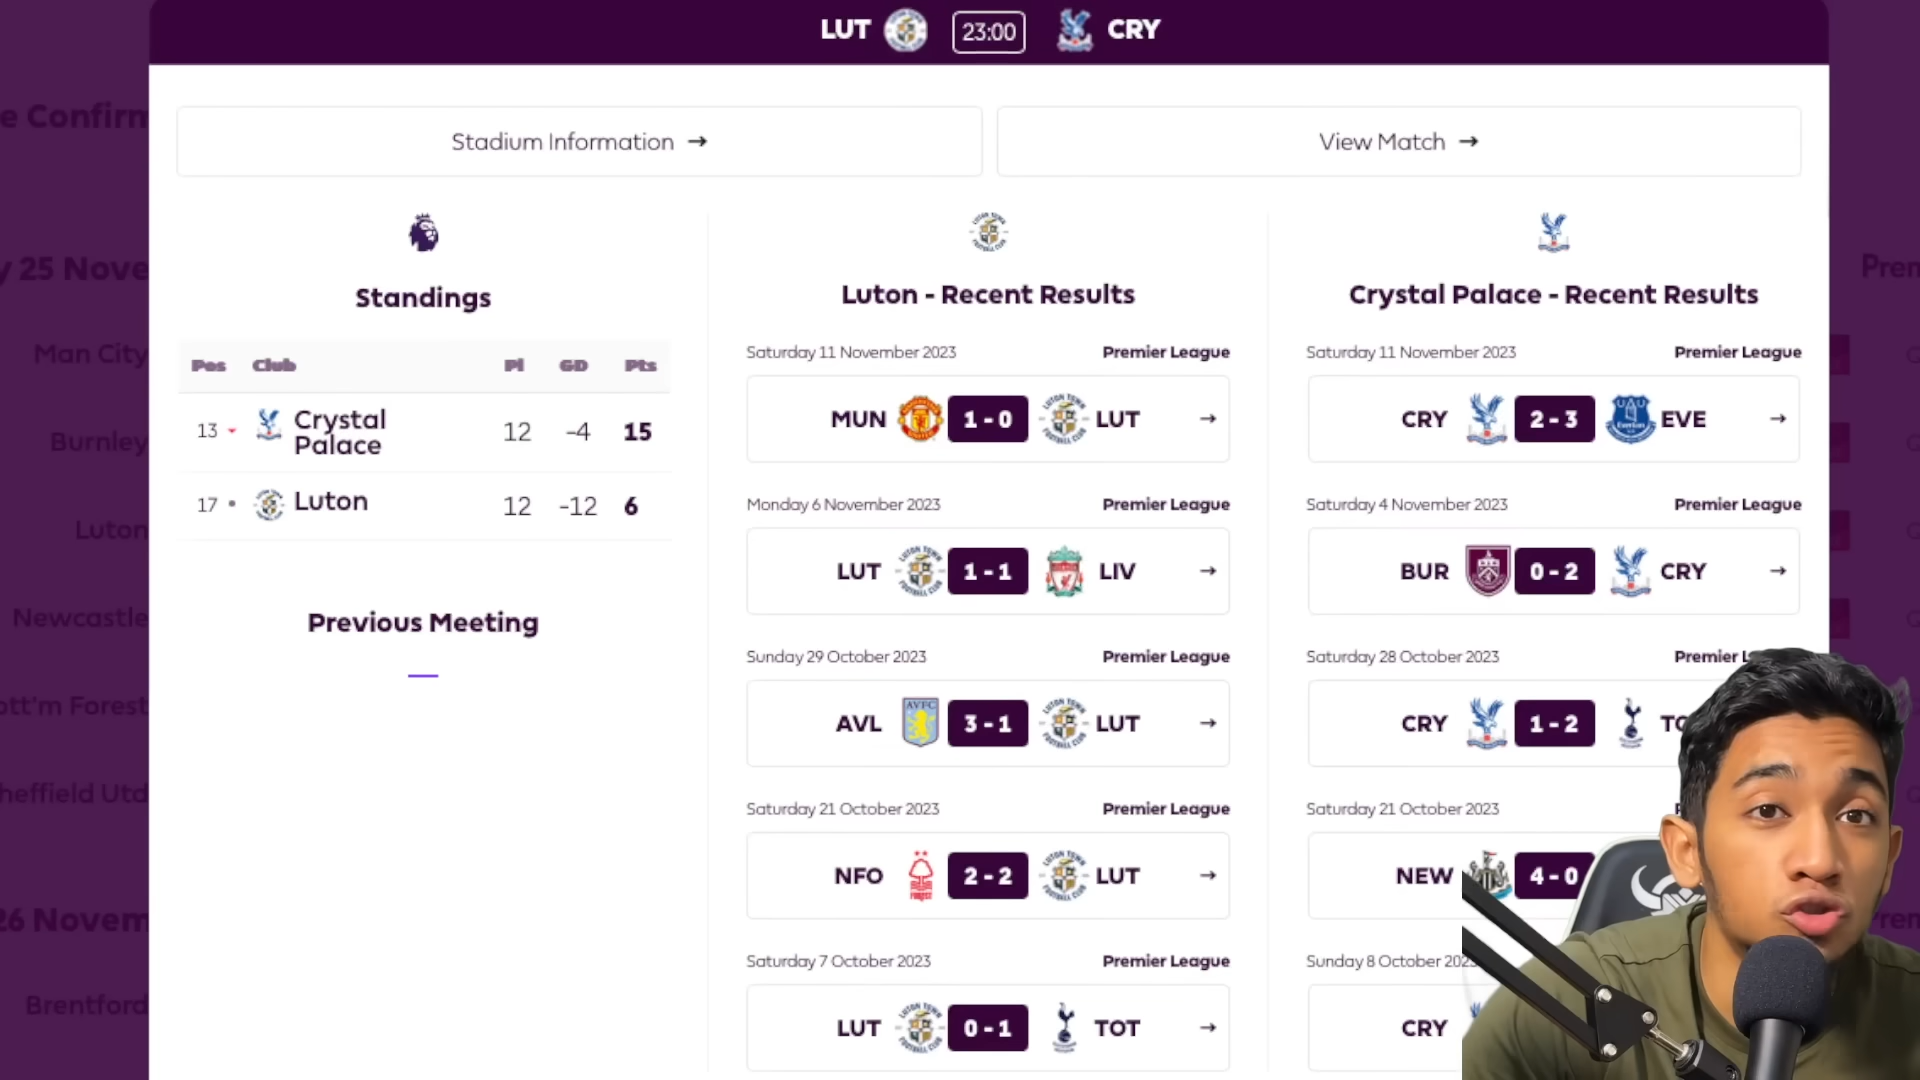 LUT 23:00 CRY
Stadium Information →
View Match →
Standings
Pos Club Pl GD Pts
13 Crystal Palace 12 -4 15
17 Luton 12 -12 6
Previous Meeting
Luton - Recent Results
Saturday 11 November 2023 Premier League
MUN 1 - 0 LUT →
Monday 6 November 2023 Premier League
LUT 1 - 1 LIV →
Sunday 29 October 2023 Premier League
AVL 3 - 1 LUT →
Saturday 21 October 2023 Premier League
NFO 2 - 2 LUT →
Saturday 7 October 2023 Premier League
LUT 0 - 1 TOT →
Crystal Palace - Recent Results
Saturday 11 November 2023 Premier League
CRY 2 - 3 EVE →
Saturday 4 November 2023 Premier League
BUR 0 - 2 CRY →
Saturday 28 October 2023 Premier
CRY 1 - 2
Saturday 21 October 2023
NEW 4 - 0
Sunday 8 October
CRY
e Confirm
y 25 Nove
Man City
Burnley
Luton
Newcastle
ott'm Forest
heffield Utd
26 Novem
Brentford
Prem